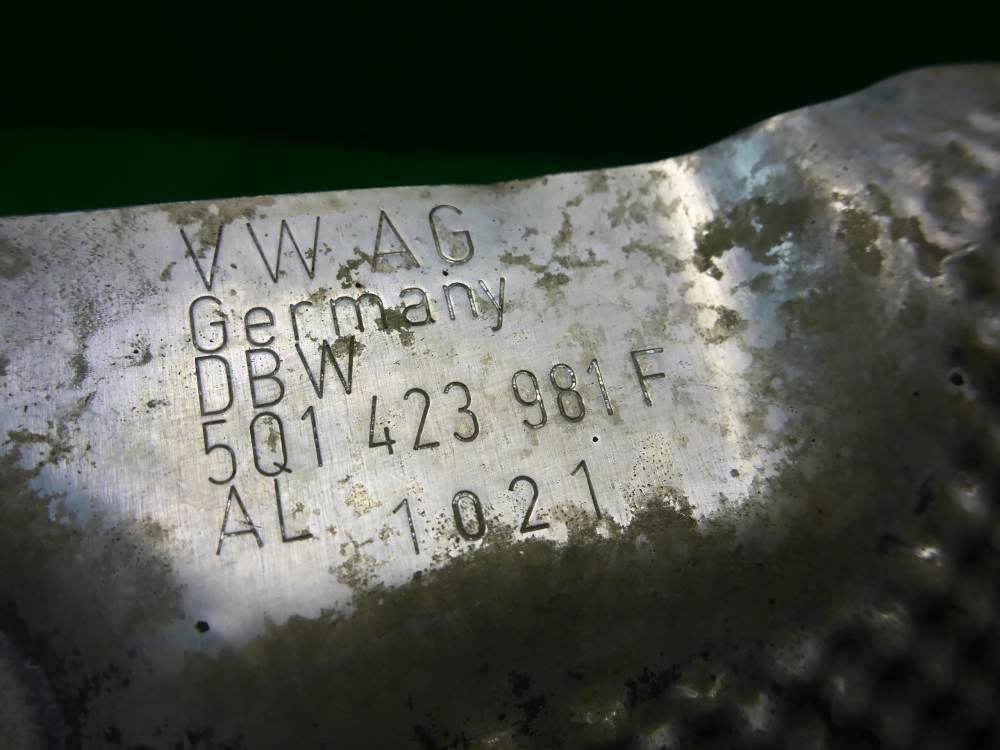 VW AG
Germany
DBW
5Q1 423 981 F
AL 1021